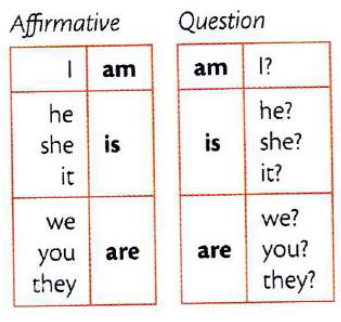 Affirmative
I am
he
she is
it
we
you are
they
Question
am I?
he?
is she?
it?
we?
are you?
they?